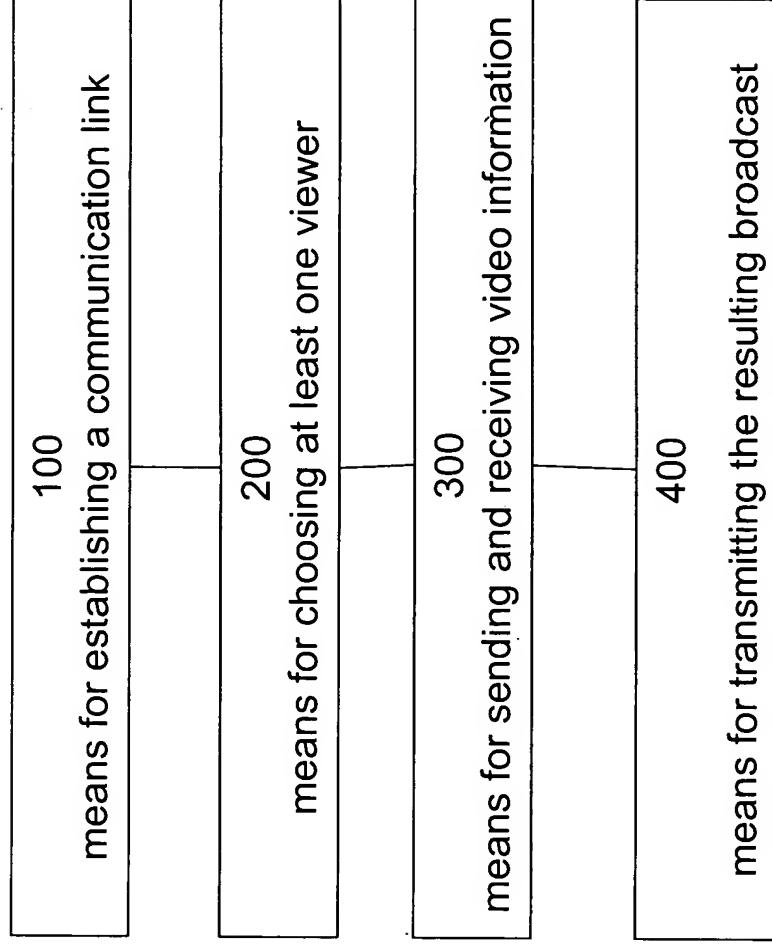 100
means for establishing a communication link
200
means for choosing at least one viewer
300
means for sending and receiving video information
400
means for transmitting the resulting broadcast